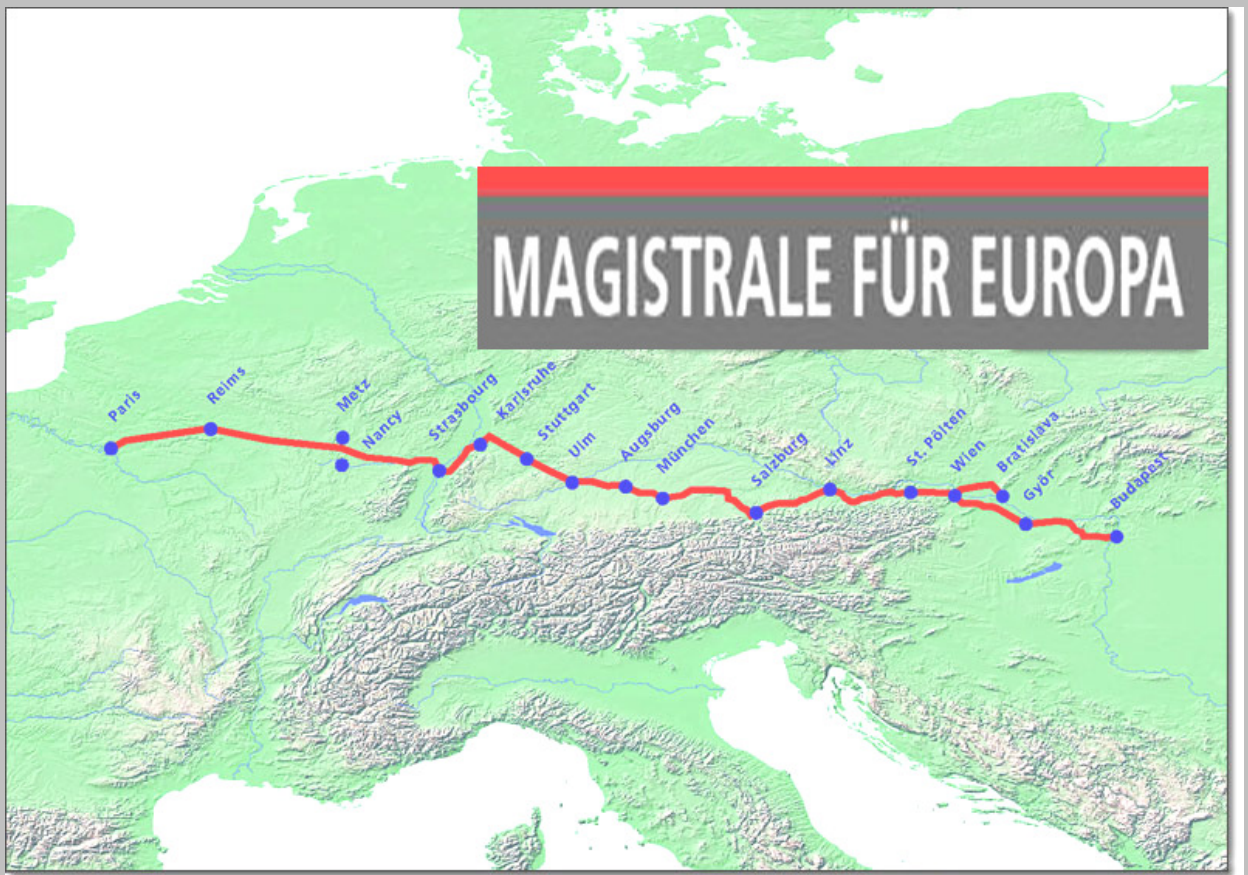 MAGISTRALE FÜR EUROPA
Paris
Reims
Metz
Nancy
Strasbourg
Karlsruhe
Stuttgart
Ulm
Augsburg
München
Salzburg
Linz
St. Pölten
Wien
Bratislava
Györ
Budapest